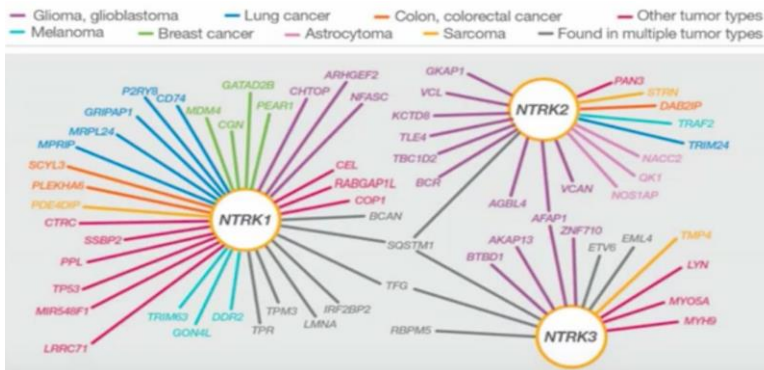 Glioma, glioblastoma
Lung cancer
Colon, colorectal cancer
Other tumor types
Melanoma
Breast cancer
Astrocytoma
Sarcoma
Found in multiple tumor types
ARHGEF2
P2RY8
CD74
GATAD2B
CHTOP
NFASC
GRIPAP1
MDM4
PEAR1
MRPL24
CGN
MPRIP
SCYL3
CEL
PLEKHA6
RABGAP1L
PDE4DIP
COP1
CTRC
NTRK1
BCAN
SSBP2
SQSTM1
PPL
TP53
TFG
MIR548F1
TRIM63
DDR2
TPM3
IRF2BP2
GON4L
TPR
LMNA
RBPM5
LRRC71
GKAP1
PAN3
VCL
STRN
KCTD8
NTRK2
DAB2IP
TLE4
TRAF2
TBC1D2
TRIM24
BCR
NACC2
QK1
VCAN
NOS1AP
AGBL4
AFAP1
AKAP13
ZNF710
ETV6
EML4
TMP4
BTBD1
LYN
MYO5A
NTRK3
MYH9